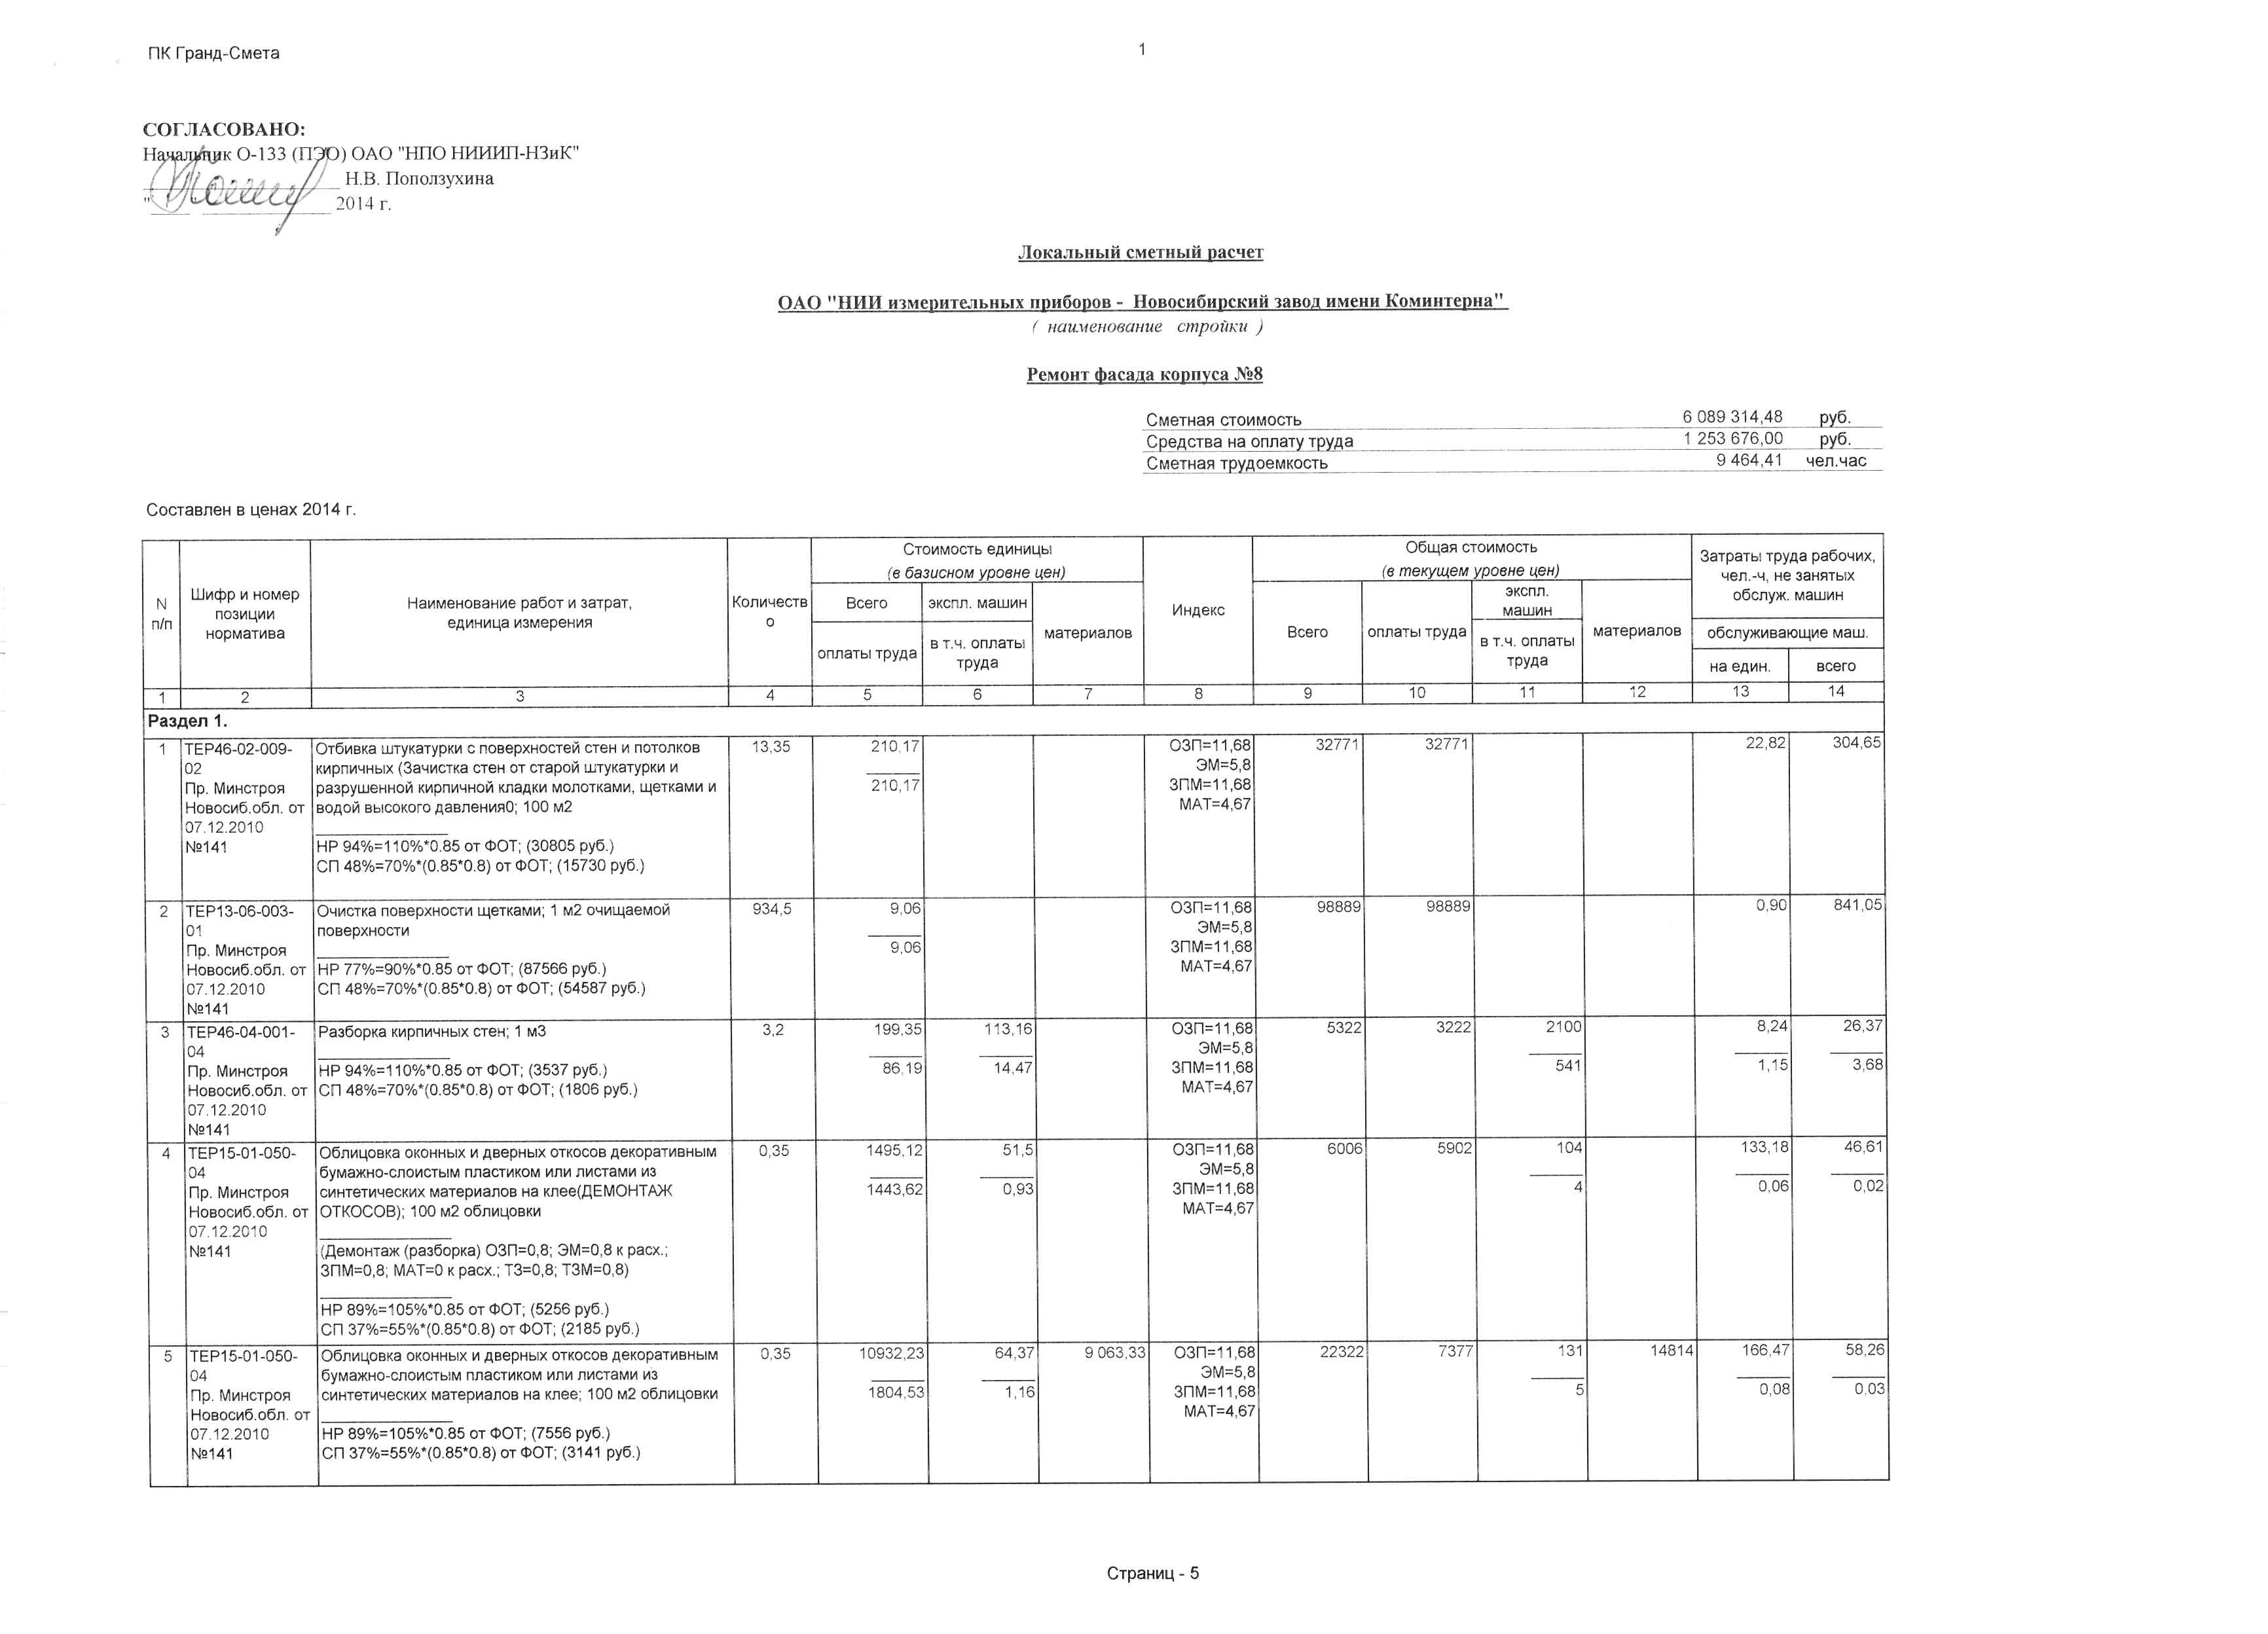 ПК Гранд-Смета
1
СОГЛАСОВАНО:
Начальник О-133 (ПЭО) ОАО "НПО НИИИП-НЗиК"
Н.В. Поползухина
"____" ____________ 2014 г.
Локальный сметный расчет
ОАО "НИИ измерительных приборов - Новосибирский завод имени Коминтерна"
( наименование стройки )
Ремонт фасада корпуса №8
Сметная стоимость 6 089 314,48 руб.
Средства на оплату труда 1 253 676,00 руб.
Сметная трудоемкость 9 464,41 чел.час
Составлен в ценах 2014 г.
N
п/п
Шифр и номер
позиции
норматива
Наименование работ и затрат,
единица измерения
Количеств
о
Стоимость единицы
(в базисном уровне цен)
Всего
оплаты труда
экспл. машин
в т.ч. оплаты
труда
материалов
Индекс
Общая стоимость
(в текущем уровне цен)
Всего
оплаты труда
экспл.
машин
в т.ч. оплаты
труда
материалов
Затраты труда рабочих,
чел.-ч, не занятых
обслуж. машин
обслуживающие маш.
на един.
всего
1 2 3 4 5 6 7 8 9 10 11 12 13 14
Раздел 1.
1
ТЕР46-02-009-
02
Пр. Минстроя
Новосиб.обл. от
07.12.2010
№141
Отбивка штукатурки с поверхностей стен и потолков
кирпичных (Зачистка стен от старой штукатурки и
разрушенной кирпичной кладки молотками, щетками и
водой высокого давления0; 100 м2
НР 94%=110%*0.85 от ФОТ; (30805 руб.)
СП 48%=70%*(0.85*0.8) от ФОТ; (15730 руб.)
13,35
210,17
210,17
ОЗП=11,68
ЭМ=5,8
ЗПМ=11,68
МАТ=4,67
32771
32771
22,82
304,65
2
ТЕР13-06-003-
01
Пр. Минстроя
Новосиб.обл. от
07.12.2010
№141
Очистка поверхности щетками; 1 м2 очищаемой
поверхности
НР 77%=90%*0.85 от ФОТ; (87566 руб.)
СП 48%=70%*(0.85*0.8) от ФОТ; (54587 руб.)
934,5
9,06
9,06
ОЗП=11,68
ЭМ=5,8
ЗПМ=11,68
МАТ=4,67
98889
98889
0,90
841,05
3
ТЕР46-04-001-
04
Пр. Минстроя
Новосиб.обл. от
07.12.2010
№141
Разборка кирпичных стен; 1 м3
НР 94%=110%*0.85 от ФОТ; (3537 руб.)
СП 48%=70%*(0.85*0.8) от ФОТ; (1806 руб.)
3,2
199,35
86,19
113,16
14,47
ОЗП=11,68
ЭМ=5,8
ЗПМ=11,68
МАТ=4,67
5322
3222
2100
541
8,24
1,15
26,37
3,68
4
ТЕР15-01-050-
04
Пр. Минстроя
Новосиб.обл. от
07.12.2010
№141
Облицовка оконных и дверных откосов декоративным
бумажно-слоистым пластиком или листами из
синтетических материалов на клее(ДЕМОНТАЖ
ОТКОСОВ); 100 м2 облицовки
(Демонтаж (разборка) ОЗП=0,8; ЭМ=0,8 к расх.;
ЗПМ=0,8; МАТ=0 к расх.; ТЗ=0,8; ТЗМ=0,8)
НР 89%=105%*0.85 от ФОТ; (5256 руб.)
СП 37%=55%*(0.85*0.8) от ФОТ; (2185 руб.)
0,35
1495,12
1443,62
51,5
0,93
ОЗП=11,68
ЭМ=5,8
ЗПМ=11,68
МАТ=4,67
6006
5902
104
4
133,18
0,06
46,61
0,02
5
ТЕР15-01-050-
04
Пр. Минстроя
Новосиб.обл. от
07.12.2010
№141
Облицовка оконных и дверных откосов декоративным
бумажно-слоистым пластиком или листами из
синтетических материалов на клее; 100 м2 облицовки
НР 89%=105%*0.85 от ФОТ; (7556 руб.)
СП 37%=55%*(0.85*0.8) от ФОТ; (3141 руб.)
0,35
10932,23
1804,53
64,37
1,16
9 063,33
ОЗП=11,68
ЭМ=5,8
ЗПМ=11,68
МАТ=4,67
22322
7377
131
5
14814
166,47
0,08
58,26
0,03
Страниц - 5